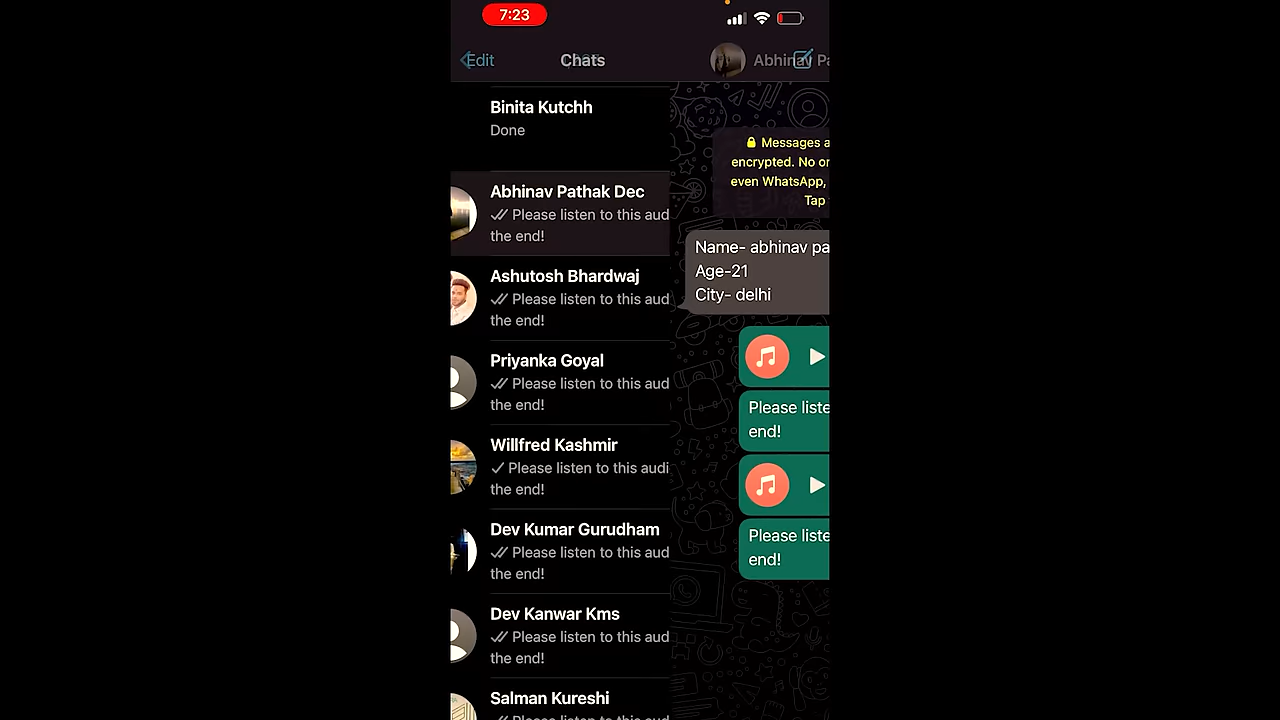 7:23
Edit
Chats
Abhinav Pa
Binita Kutchh
Done
Abhinav Pathak Dec
Please listen to this aud
the end!
Ashutosh Bhardwaj
Please listen to this aud
the end!
Priyanka Goyal
Please listen to this aud
the end!
Willfred Kashmir
Please listen to this audi
the end!
Dev Kumar Gurudham
Please listen to this aud
the end!
Dev Kanwar Kms
Please listen to this aud
the end!
Salman Kureshi
Messages a
encrypted. No or
even WhatsApp,
Tap
Name- abhinav pa
Age-21
City- delhi
Please liste
end!
Please liste
end!